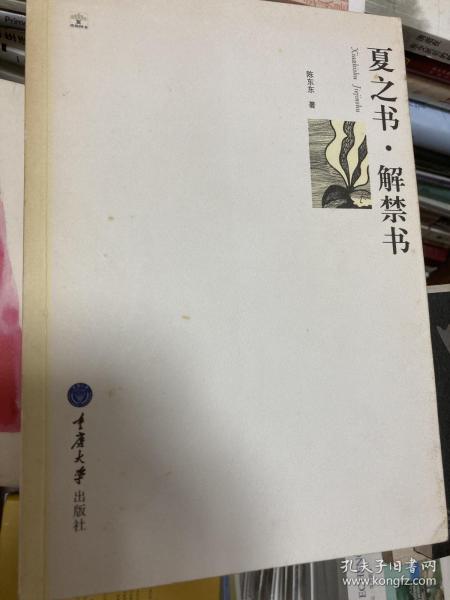 夏之书·解禁书
Xiazhishu Jiejinshu
陈东东 著
重庆大学
出版社
孔夫子旧书网
www.kongfz.com